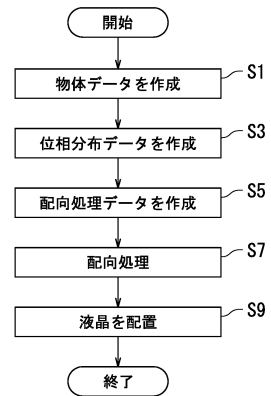 開始
物体データを作成
S1
位相分布データを作成
S3
配向処理データを作成
S5
配向処理
S7
液晶を配置
S9
終了